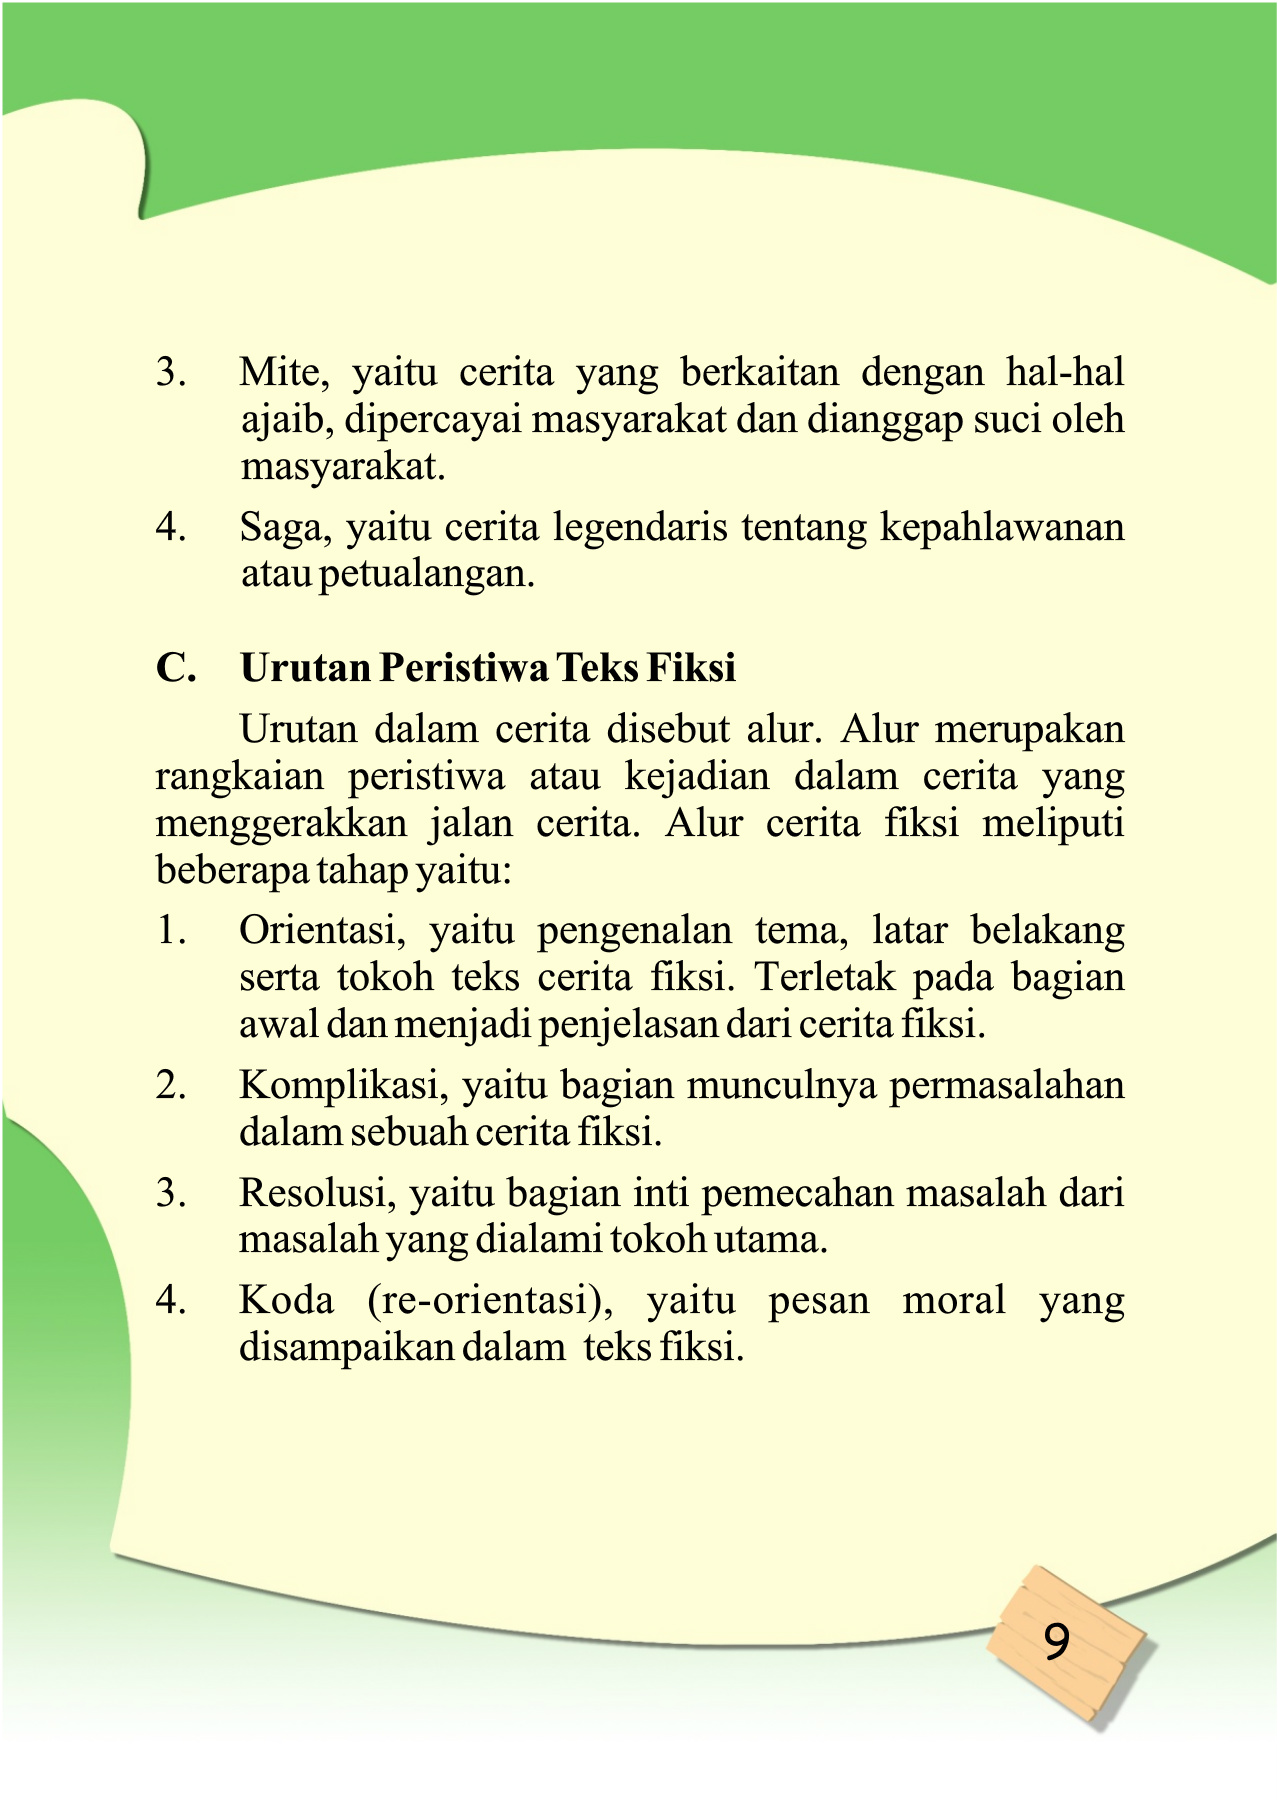 3. Mite, yaitu cerita yang berkaitan dengan hal-hal
ajaib, dipercayai masyarakat dan dianggap suci oleh
masyarakat.
4. Saga, yaitu cerita legendaris tentang kepahlawanan
atau petualangan.
C. Urutan Peristiwa Teks Fiksi
Urutan dalam cerita disebut alur. Alur merupakan
rangkaian peristiwa atau kejadian dalam cerita yang
menggerakkan jalan cerita. Alur cerita fiksi meliputi
beberapa tahap yaitu:
1. Orientasi, yaitu pengenalan tema, latar belakang
serta tokoh teks cerita fiksi. Terletak pada bagian
awal dan menjadi penjelasan dari cerita fiksi.
2. Komplikasi, yaitu bagian munculnya permasalahan
dalam sebuah cerita fiksi.
3. Resolusi, yaitu bagian inti pemecahan masalah dari
masalah yang dialami tokoh utama.
4. Koda (re-orientasi), yaitu pesan moral yang
disampaikan dalam teks fiksi.
9